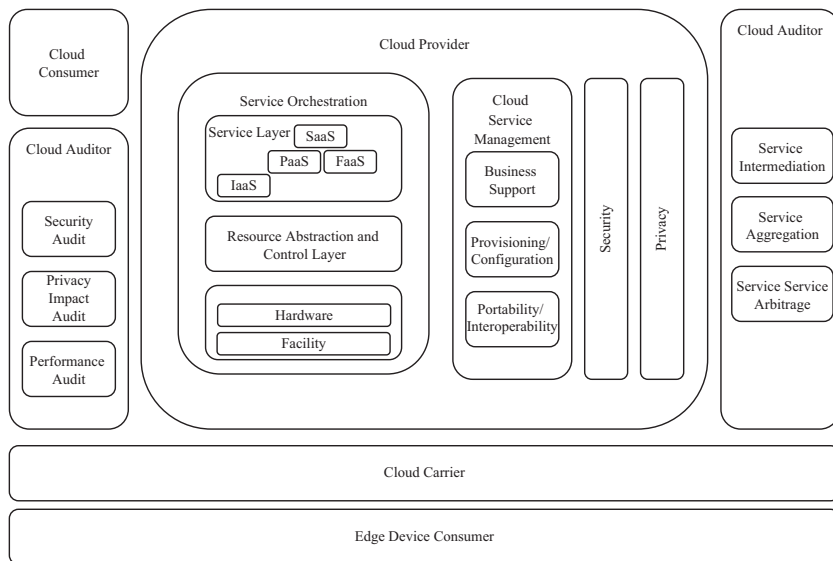 Cloud
Consumer
Cloud Auditor
Security
Audit
Privacy
Impact
Audit
Performance
Audit
Cloud Provider
Service Orchestration
Service Layer
SaaS
PaaS
FaaS
IaaS
Resource Abstraction and
Control Layer
Hardware
Facility
Cloud
Service
Management
Business
Support
Provisioning/
Configuration
Portability/
Interoperability
Security
Privacy
Cloud Auditor
Service
Intermediation
Service
Aggregation
Service Service
Arbitrage
Cloud Carrier
Edge Device Consumer